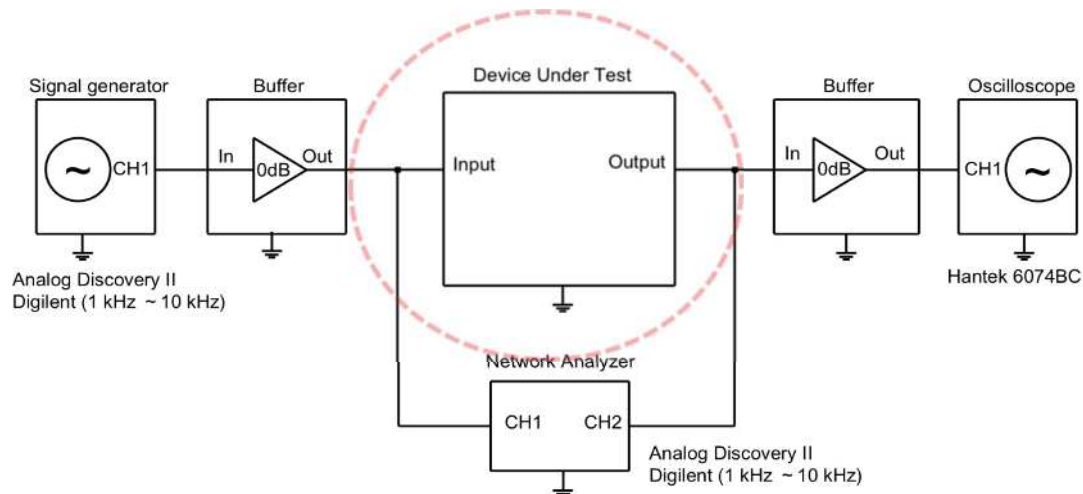 Signal generator
CH1
Analog Discovery II
Digilent (1 kHz ~ 10 kHz)
Buffer
In
0dB
Out
Device Under Test
Input
Output
Network Analyzer
CH1
CH2
Analog Discovery II
Digilent (1 kHz ~ 10 kHz)
Buffer
In
0dB
Out
Oscilloscope
CH1
Hantek 6074BC